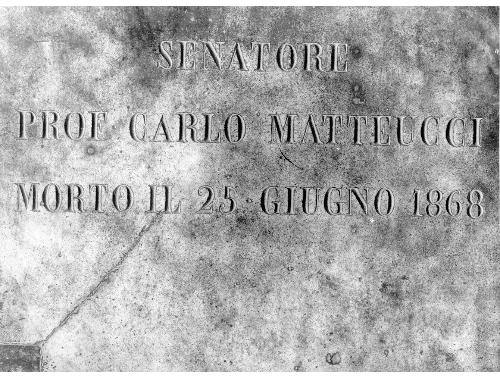 SENATORE
PROF. CARLO MATTEUCCI
MORTO IL 25 · GIUGNO 1868